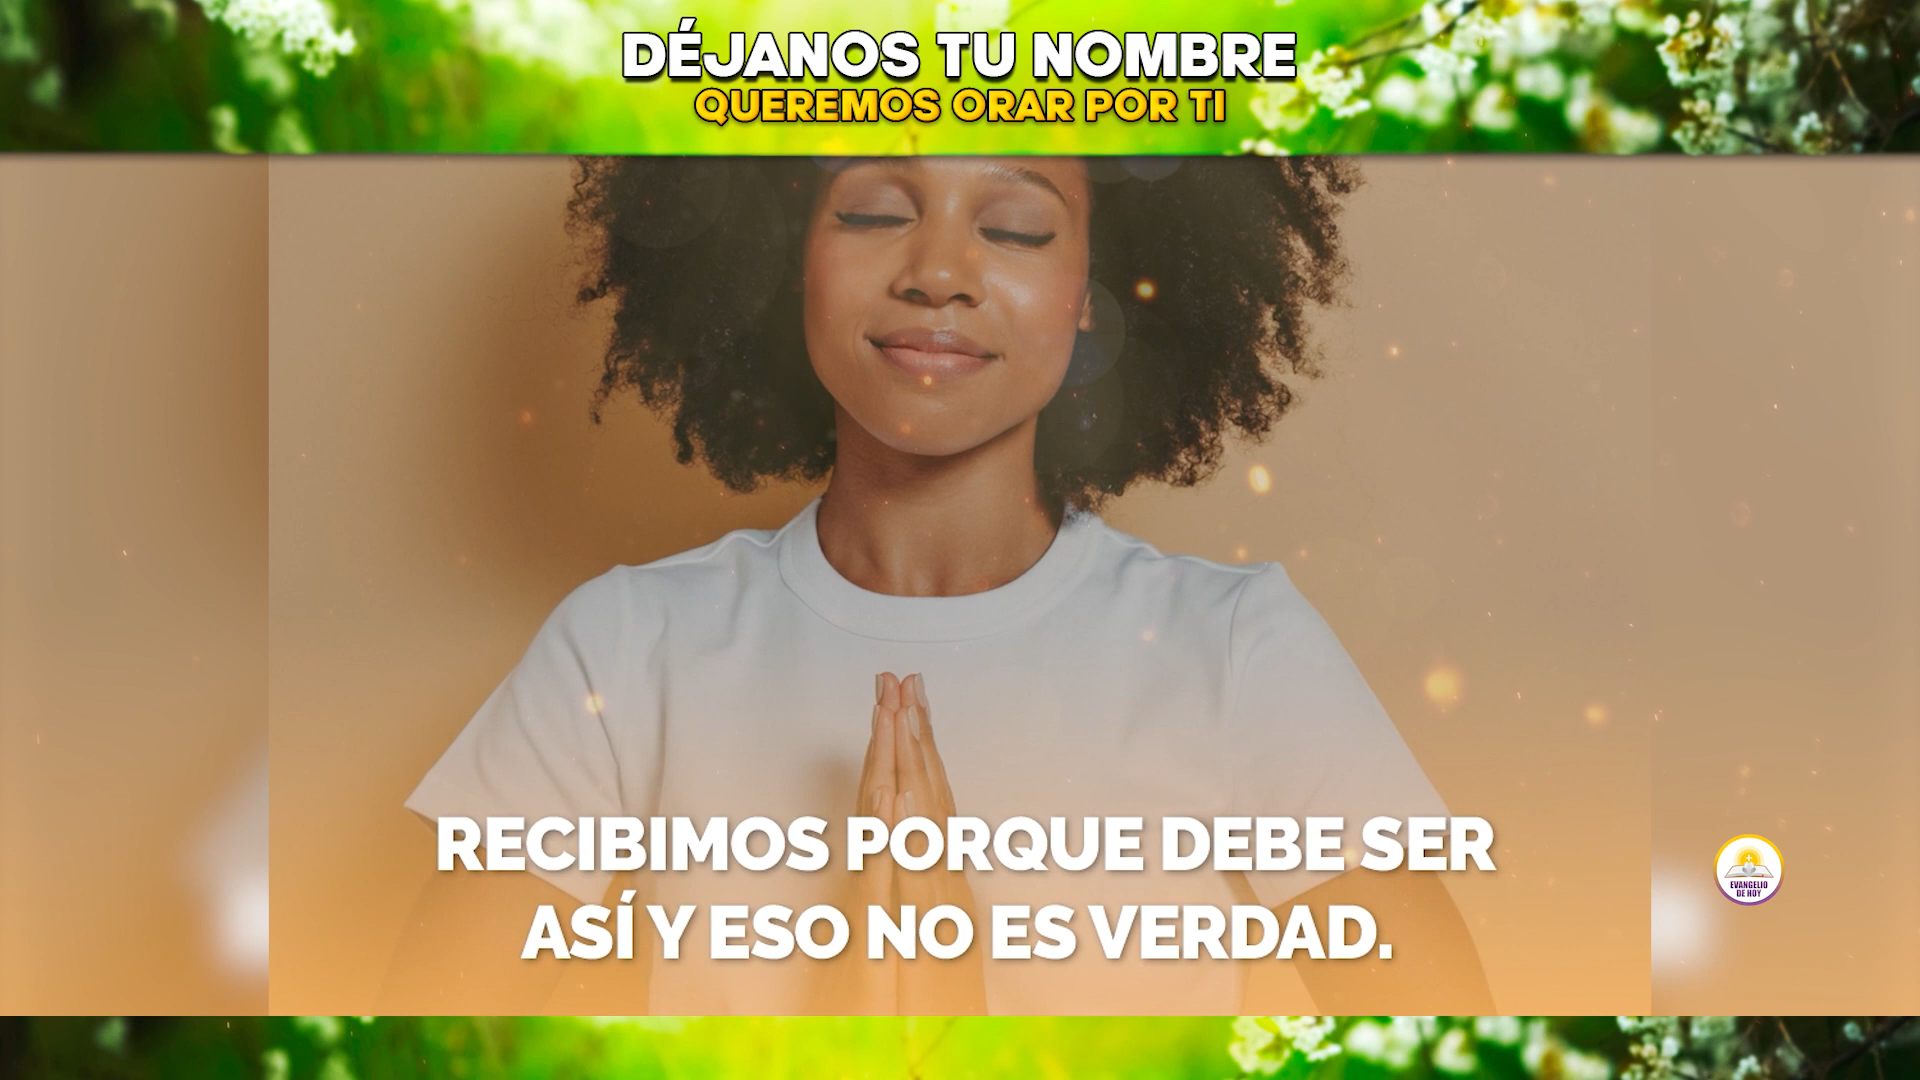 DÉJANOS TU NOMBRE
QUEREMOS ORAR POR TI
RECIBIMOS PORQUE DEBE SER
ASÍ Y ESO NO ES VERDAD.
EVANGELIO
DE HOY